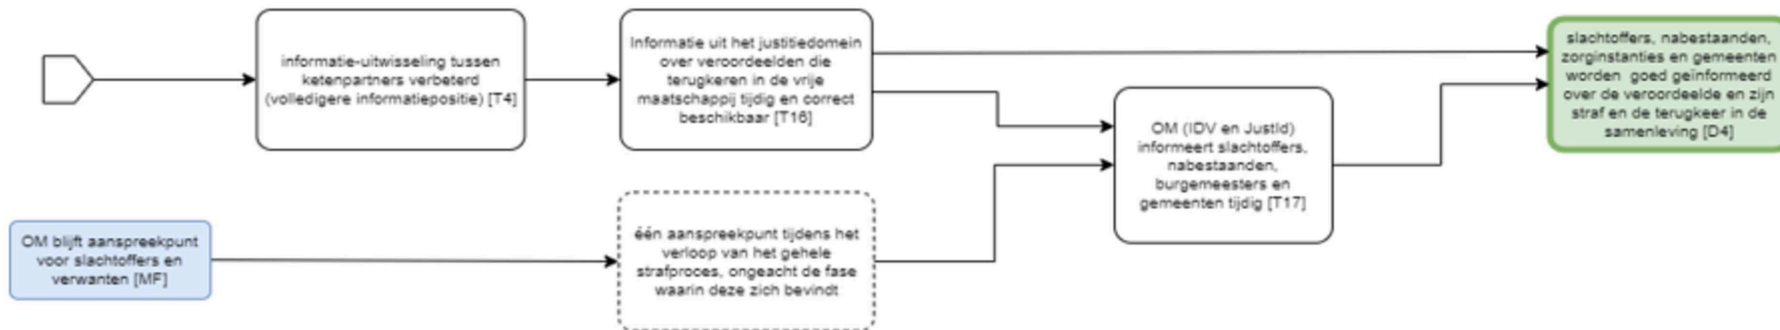 informatie-uitwisseling tussen
ketenpartners verbeterd
(volledigere informatiepositie) [T4]
Informatie uit het justitiedomein
over veroordeelden die
terugkeren in de vrije
maatschappij tijdig en correct
beschikbaar [T16]
slachtoffers, nabestaanden,
zorginstanties en gemeenten
worden goed geïnformeerd
over de veroordeelde en zijn
straf en de terugkeer in de
samenleving [D4]
OM (IDV en JustId)
informeert slachtoffers,
nabestaanden,
burgemeesters en
gemeenten tijdig [T17]
OM blijft aanspreekpunt
voor slachtoffers en
verwanten [MF]
één aanspreekpunt tijdens het
verloop van het gehele
strafproces, ongeacht de fase
waarin deze zich bevindt